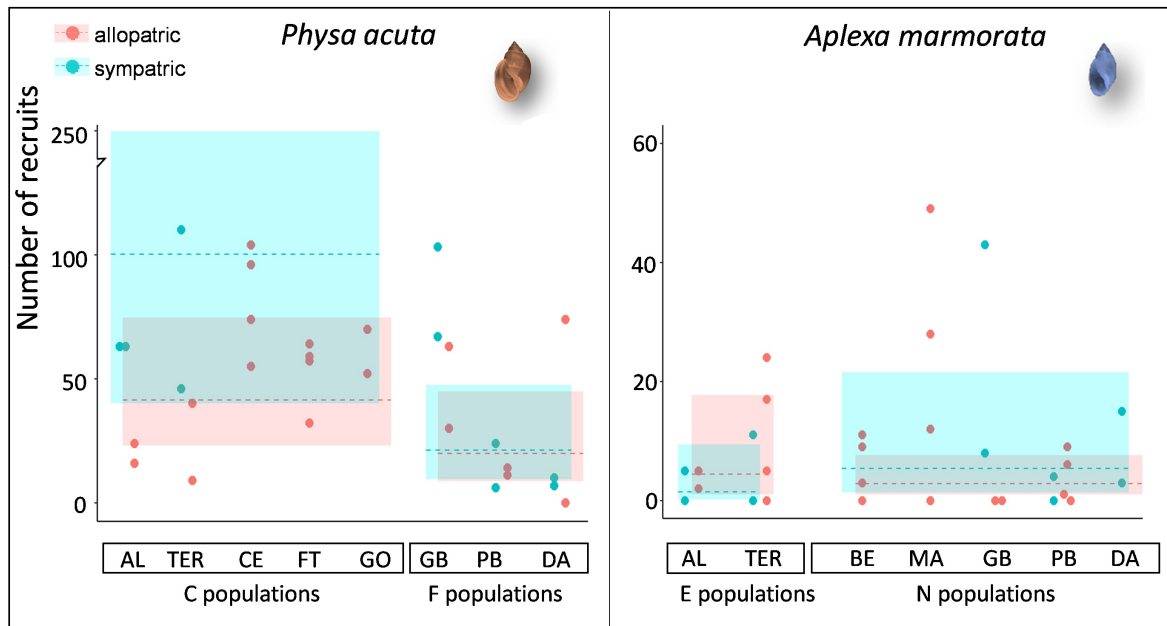 allopatric
sympatric
Physa acuta
Aplexa marmorata
Number of recruits
250
100
50
0
60
40
20
0
AL TER CE FT GO
GB PB DA
C populations
F populations
AL TER
BE MA GB PB DA
E populations
N populations